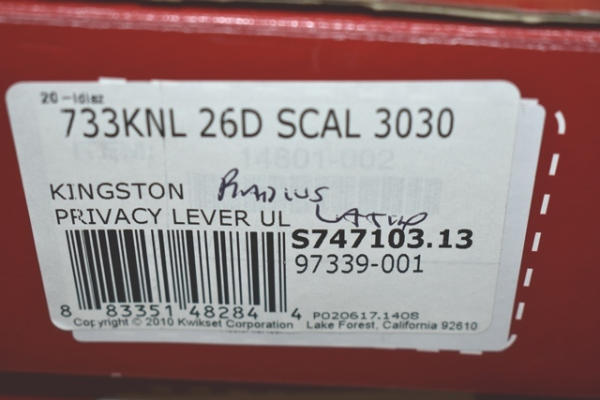 20-idiaz
733KNL 26D SCAL 3030
14801-002
KINGSTON RADIUS
PRIVACY LEVER UL LATCH
S747103.13
97339-001
8 83351 48284 4
P020617.1408
Copyright © 2010 Kwikset Corporation Lake Forest, California 92610